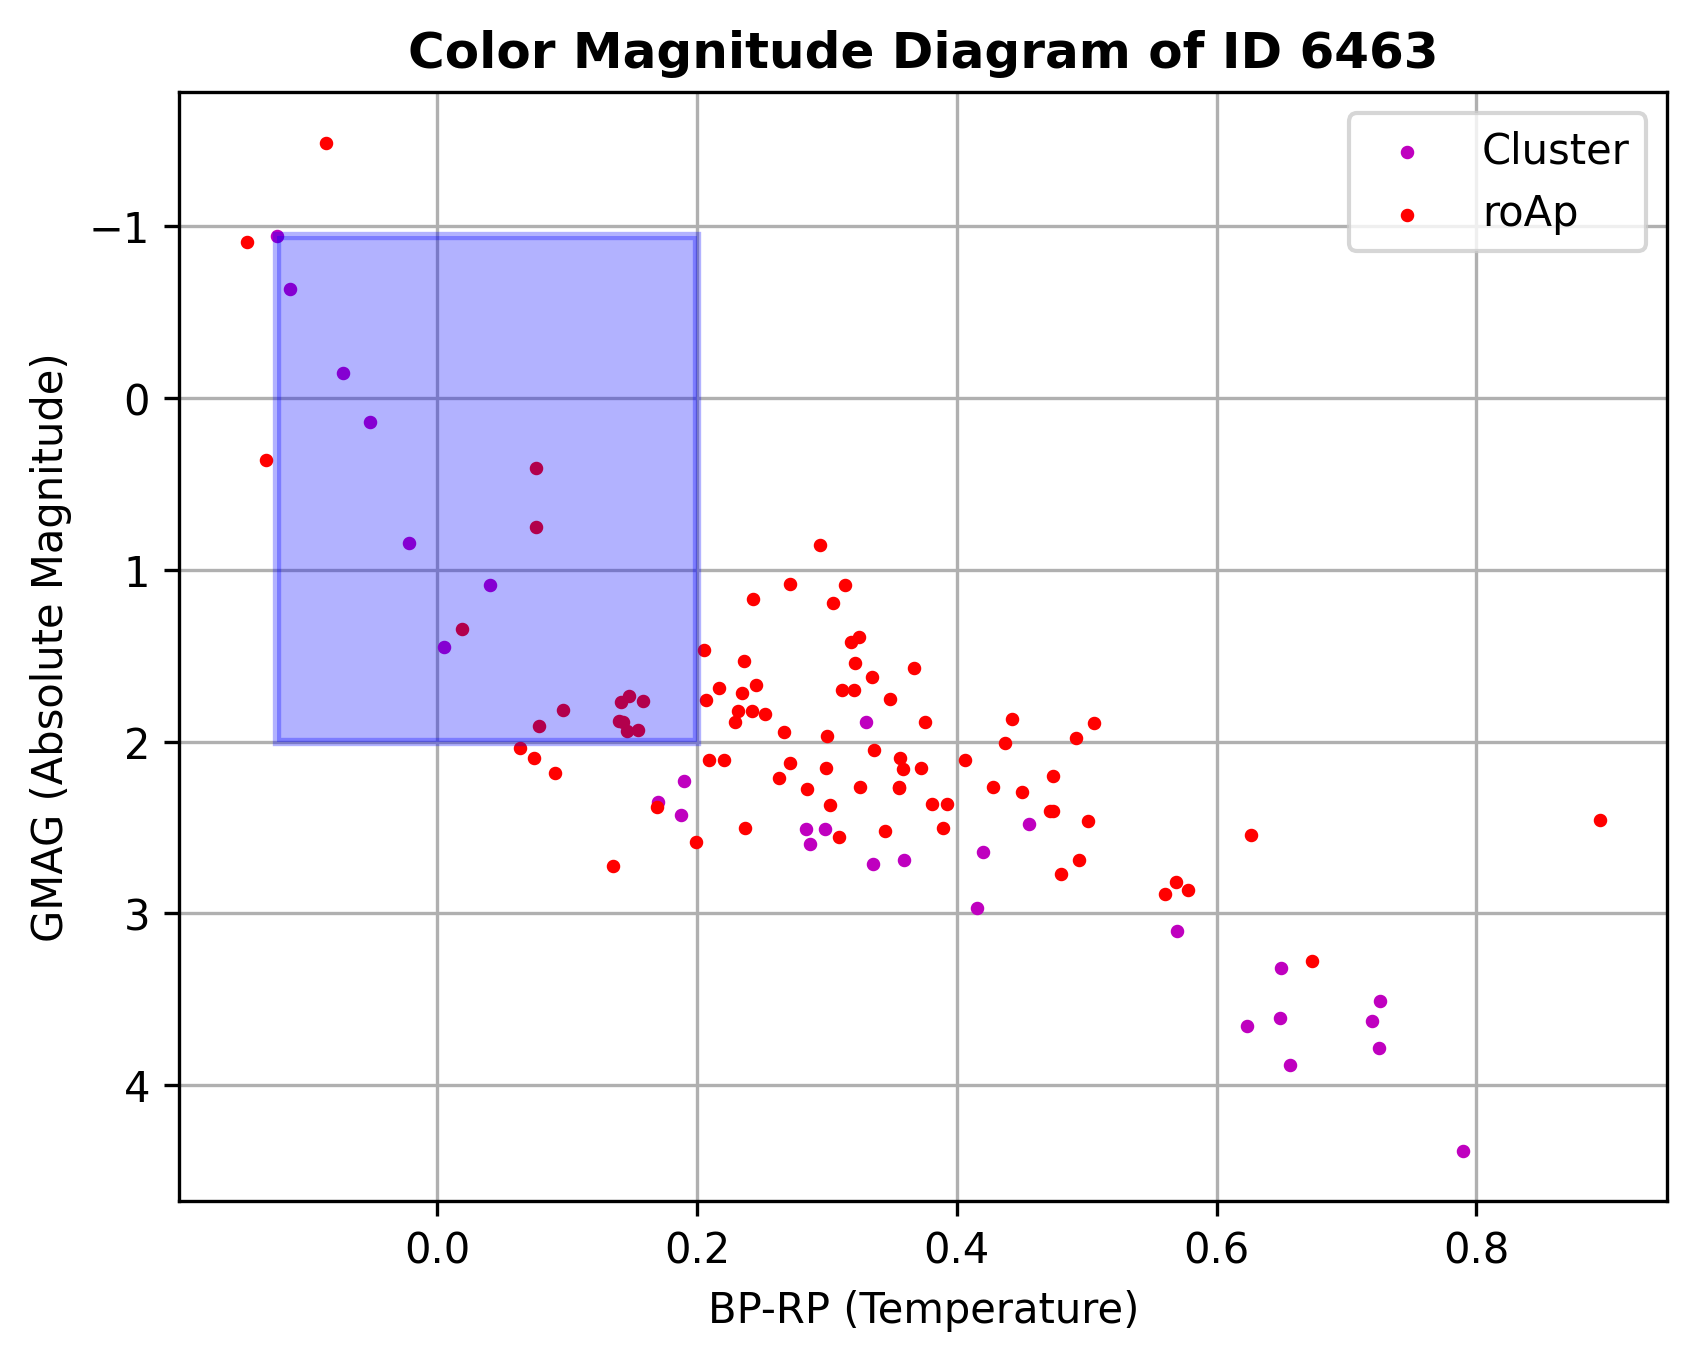 Color Magnitude Diagram of ID 6463
Cluster
roAp
−1
0
1
2
3
4
GMAG (Absolute Magnitude)
0.0 0.2 0.4 0.6 0.8
BP-RP (Temperature)